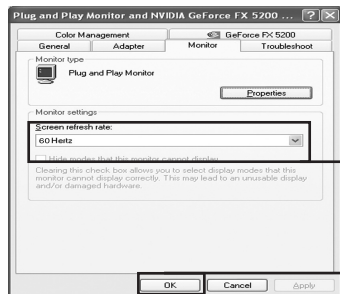 Plug and Play Monitor and NVIDIA GeForce FX 5200 ...
Color Management
GeForce FX 5200
General
Adapter
Monitor
Troubleshoot
Monitor type
Plug and Play Monitor
Properties
Monitor settings
Screen refresh rate:
60 Hertz
Hide modes that this monitor cannot display
Clearing this check box allows you to select display modes that this
monitor cannot display correctly. This may lead to an unusable display
and/or damaged hardware.
OK
Cancel
Apply